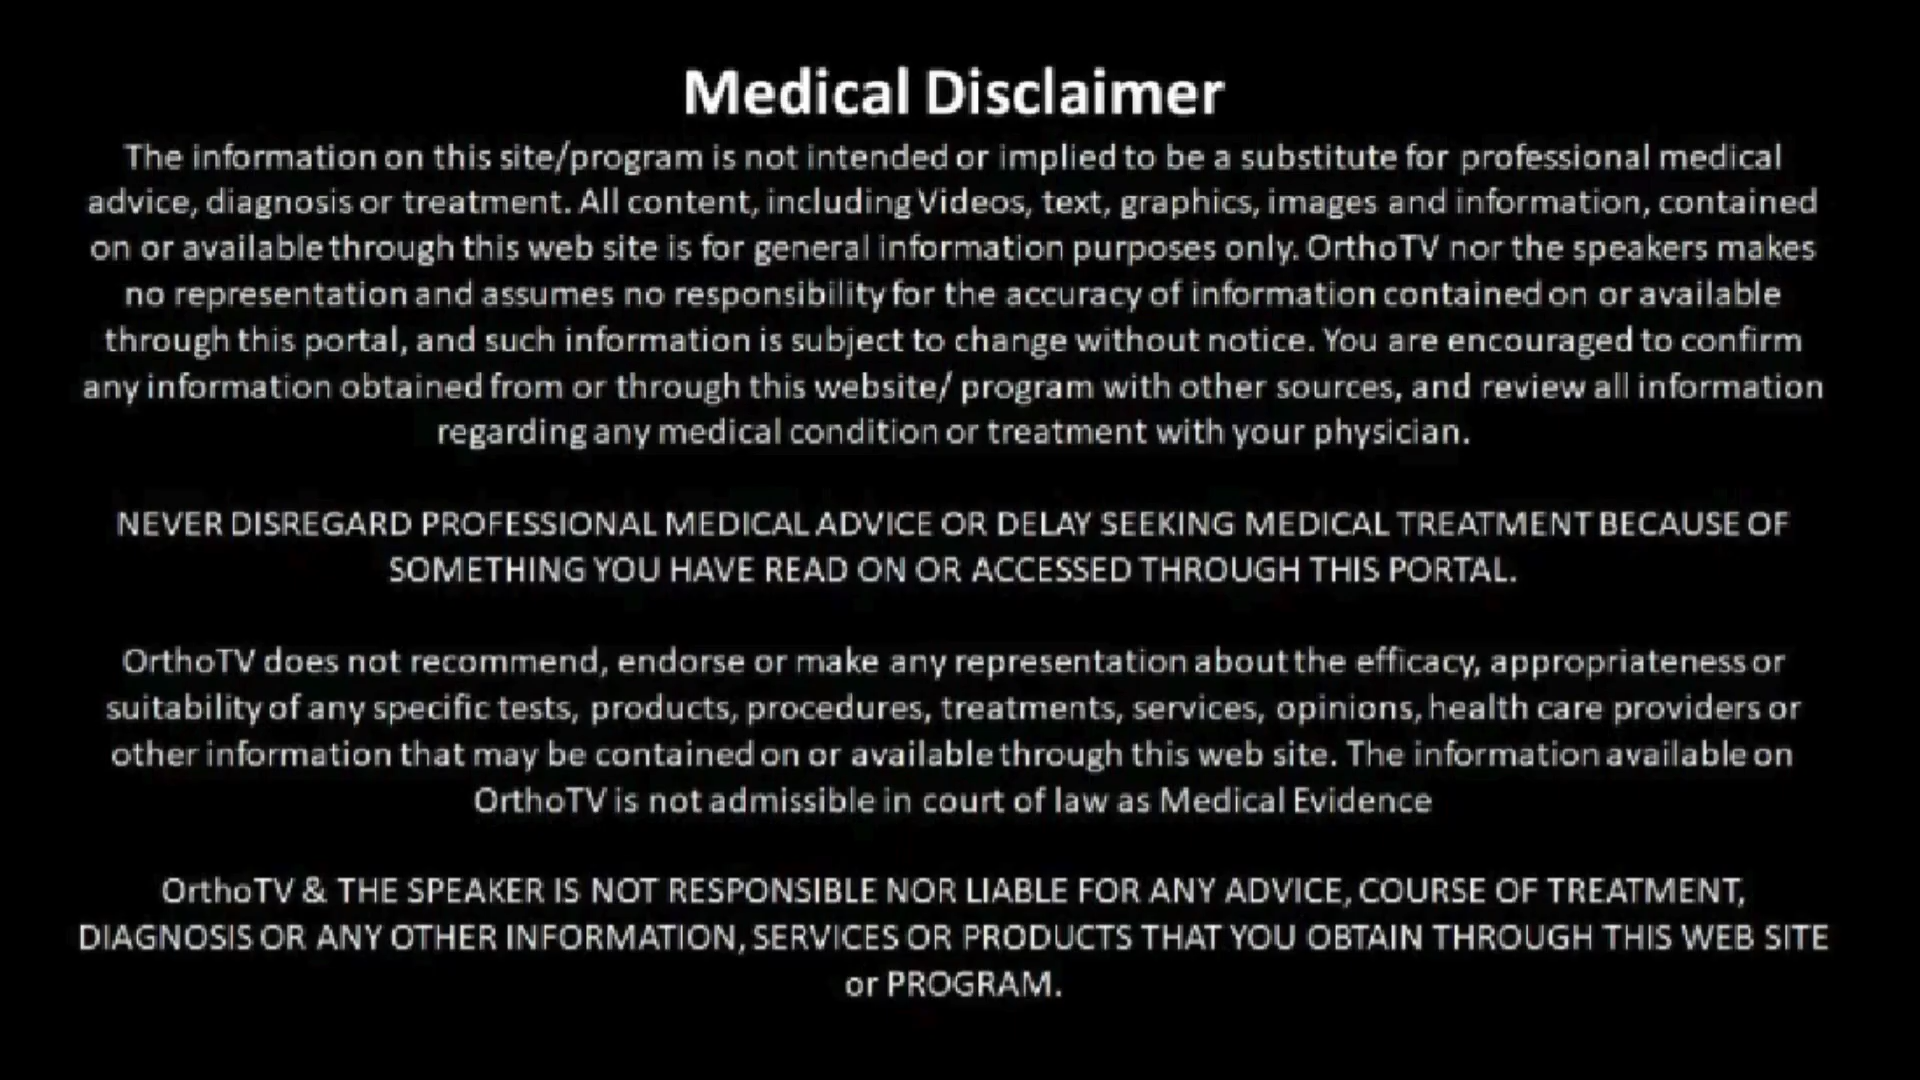 Medical Disclaimer
The information on this site/program is not intended or implied to be a substitute for professional medical
advice, diagnosis or treatment. All content, including Videos, text, graphics, images and information, contained
on or available through this web site is for general information purposes only. OrthoTV nor the speakers makes
no representation and assumes no responsibility for the accuracy of information contained on or available
through this portal, and such information is subject to change without notice. You are encouraged to confirm
any information obtained from or through this website/ program with other sources, and review all information
regarding any medical condition or treatment with your physician.
NEVER DISREGARD PROFESSIONAL MEDICAL ADVICE OR DELAY SEEKING MEDICAL TREATMENT BECAUSE OF
SOMETHING YOU HAVE READ ON OR ACCESSED THROUGH THIS PORTAL.
OrthoTV does not recommend, endorse or make any representation about the efficacy, appropriateness or
suitability of any specific tests, products, procedures, treatments, services, opinions, health care providers or
other information that may be contained on or available through this web site. The information available on
OrthoTV is not admissible in court of law as Medical Evidence
OrthoTV & THE SPEAKER IS NOT RESPONSIBLE NOR LIABLE FOR ANY ADVICE, COURSE OF TREATMENT,
DIAGNOSIS OR ANY OTHER INFORMATION, SERVICES OR PRODUCTS THAT YOU OBTAIN THROUGH THIS WEB SITE
or PROGRAM.